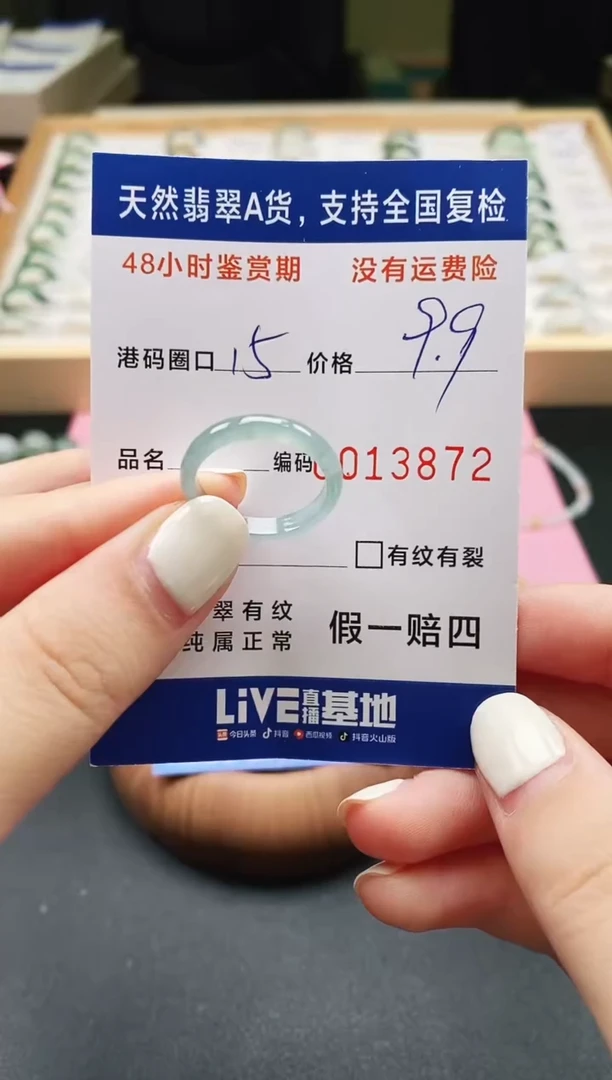 天然翡翠A货，支持全国复检
48小时鉴赏期 没有运费险
港码圈口 15 价格 9.9
品名 编码 0013872
有纹有裂
翠有纹
纯属正常 假一赔四
LiVE直播基地
今日头条 抖音 西瓜视频 抖音火山版